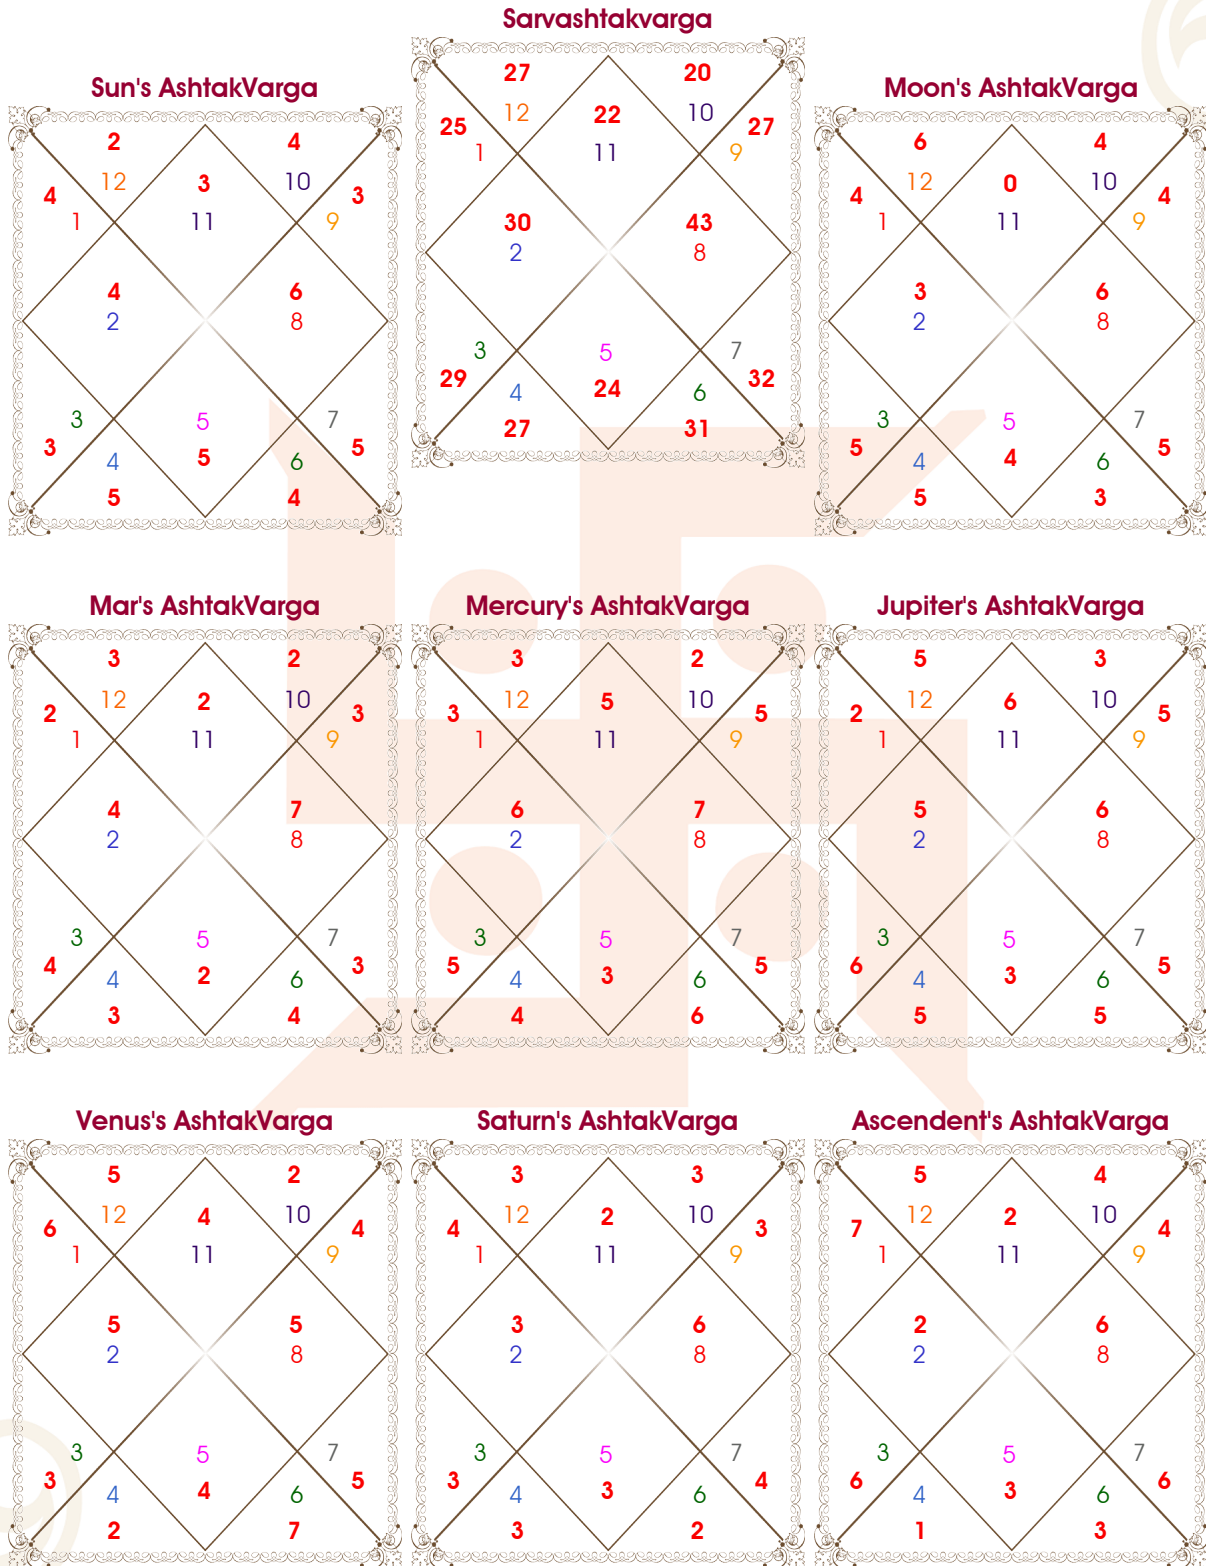 Sarvashtakvarga
27 20
12 22 10
25 27
1 11 9
30 43
2 8
3 5 7
29 24 32
4 6
27 31
Sun's AshtakVarga
2 4
12 3 10
4 3
1 11 9
4 6
2 8
3 5 7
3 5 5
4 6
5 4
Moon's AshtakVarga
6 4
12 0 10
4 4
1 11 9
3 6
2 8
3 5 7
5 4 5
4 6
5 3
Mar's AshtakVarga
3 2
12 2 10
2 3
1 11 9
4 7
2 8
3 5 7
4 2 3
4 6
3 4
Mercury's AshtakVarga
3 2
12 5 10
3 5
1 11 9
6 7
2 8
3 5 7
5 3 5
4 6
4 6
Jupiter's AshtakVarga
5 3
12 6 10
2 5
1 11 9
5 6
2 8
3 5 7
6 3 5
4 6
5 5
Venus's AshtakVarga
5 2
12 4 10
6 4
1 11 9
5 5
2 8
3 5 7
3 4 5
4 6
2 7
Saturn's AshtakVarga
3 3
12 2 10
4 3
1 11 9
3 6
2 8
3 5 7
3 3 4
4 6
3 2
Ascendent's AshtakVarga
5 4
12 2 10
7 4
1 11 9
2 6
2 8
3 5 7
6 3 6
4 6
1 3